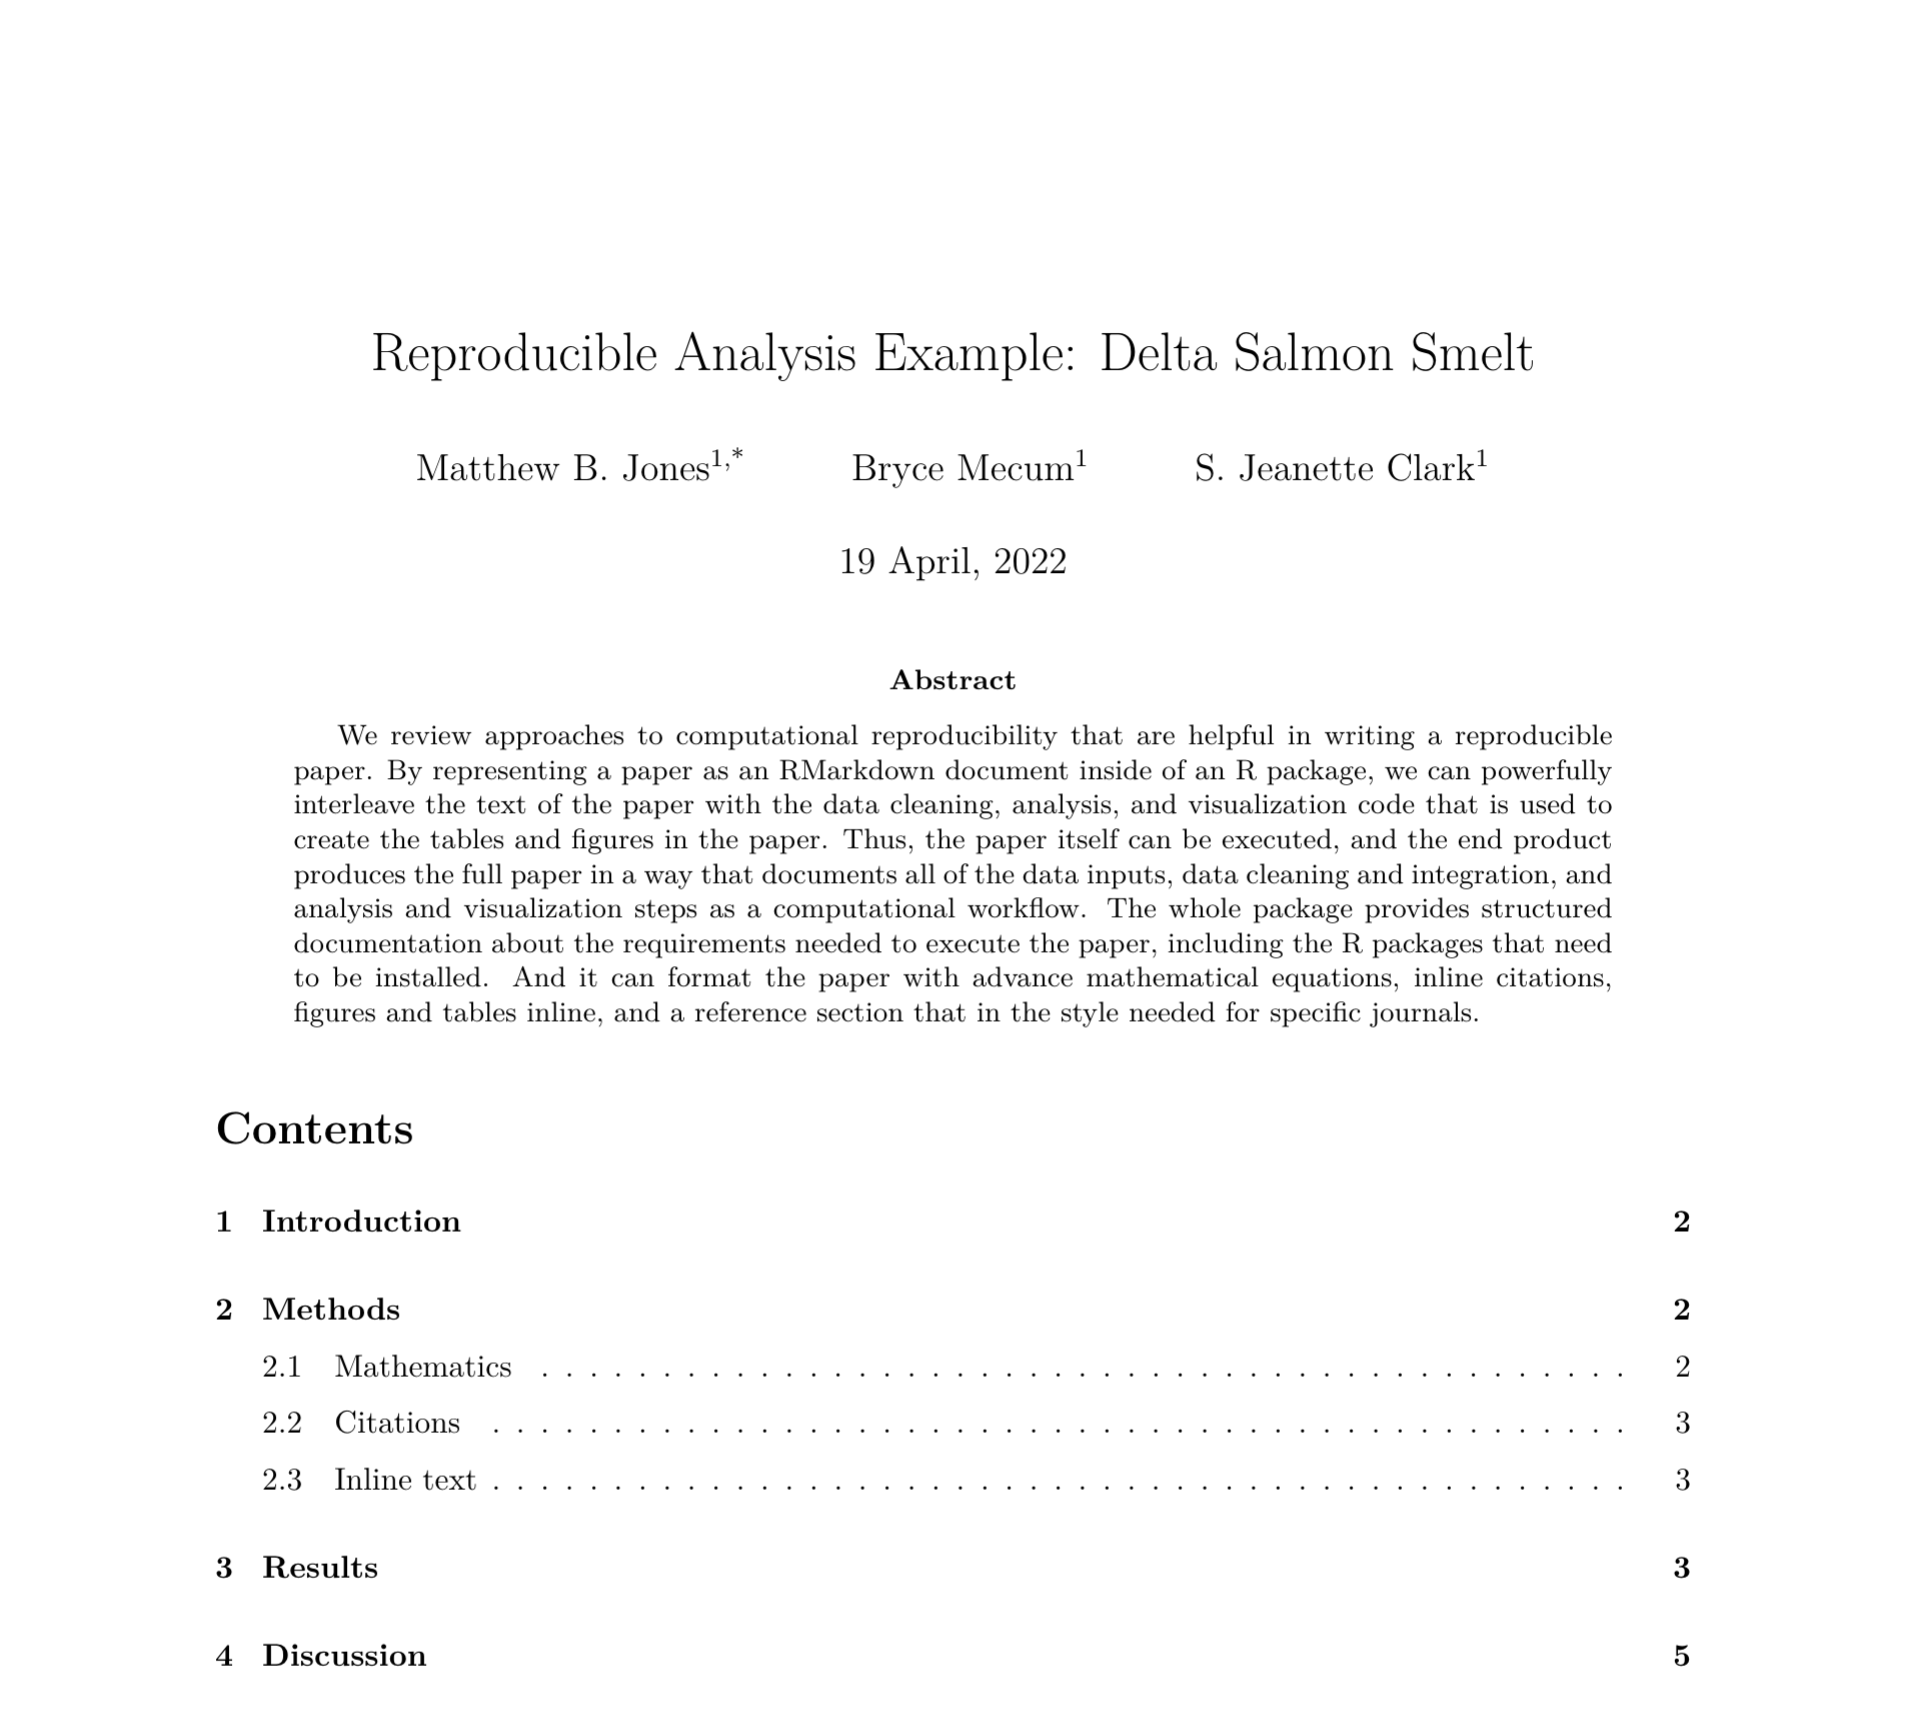 Reproducible Analysis Example: Delta Salmon Smelt
Matthew B. Jones1,* Bryce Mecum1 S. Jeanette Clark1
19 April, 2022
Abstract
We review approaches to computational reproducibility that are helpful in writing a reproducible
paper. By representing a paper as an RMarkdown document inside of an R package, we can powerfully
interleave the text of the paper with the data cleaning, analysis, and visualization code that is used to
create the tables and figures in the paper. Thus, the paper itself can be executed, and the end product
produces the full paper in a way that documents all of the data inputs, data cleaning and integration, and
analysis and visualization steps as a computational workflow. The whole package provides structured
documentation about the requirements needed to execute the paper, including the R packages that need
to be installed. And it can format the paper with advance mathematical equations, inline citations,
figures and tables inline, and a reference section that in the style needed for specific journals.
Contents
1 Introduction 2
2 Methods 2
2.1 Mathematics . . . . . . . . . . . . . . . . . . . . . . . . . . . . . . . . . . . . . . . . . . . . . 2
2.2 Citations . . . . . . . . . . . . . . . . . . . . . . . . . . . . . . . . . . . . . . . . . . . . . . . 3
2.3 Inline text . . . . . . . . . . . . . . . . . . . . . . . . . . . . . . . . . . . . . . . . . . . . . . . 3
3 Results 3
4 Discussion 5